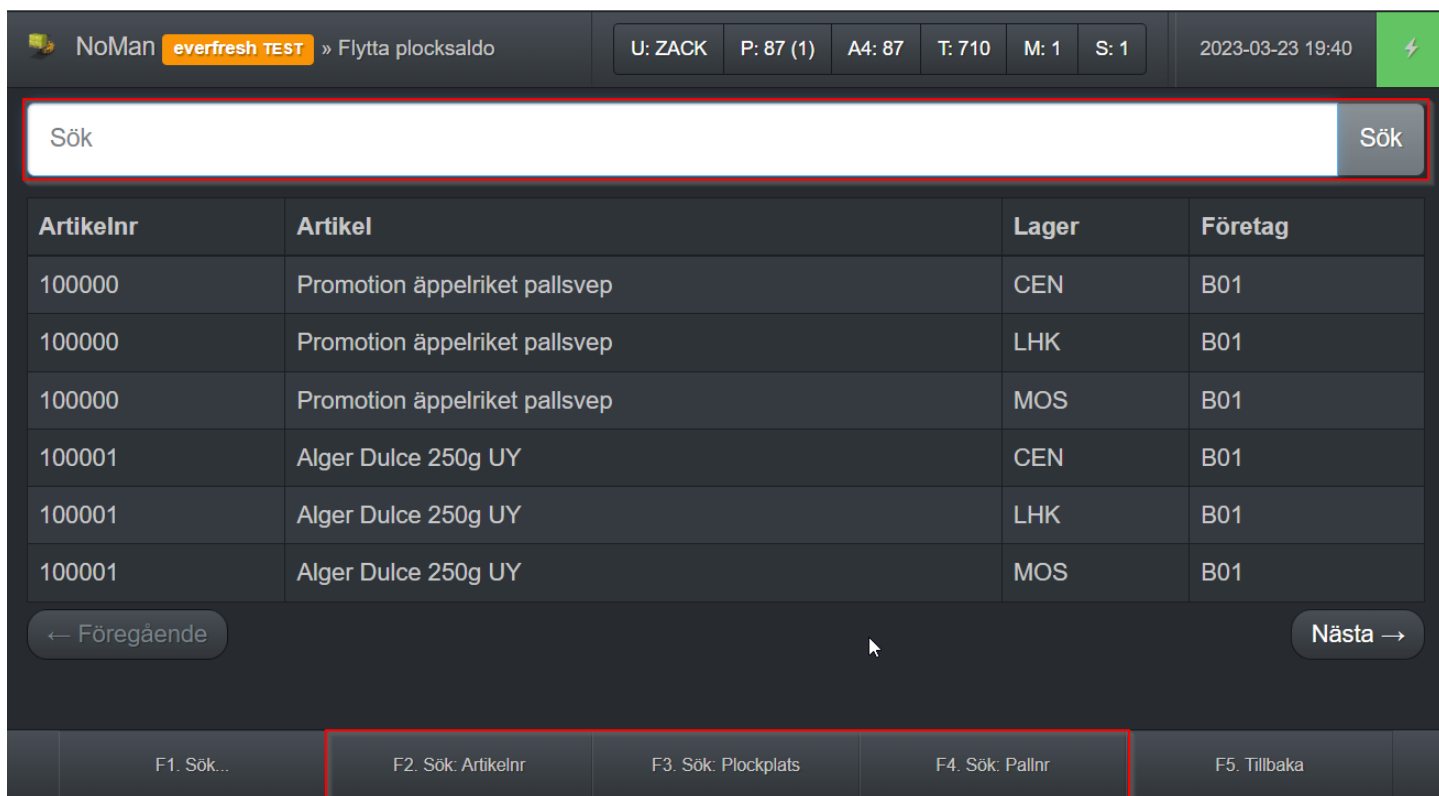 NoMan everfresh TEST » Flytta plocksaldo U: ZACK P: 87 (1) A4: 87 T: 710 M: 1 S: 1 2023-03-23 19:40
Sök Sök
Artikelnr Artikel Lager Företag
100000 Promotion äppelriket pallsvep CEN B01
100000 Promotion äppelriket pallsvep LHK B01
100000 Promotion äppelriket pallsvep MOS B01
100001 Alger Dulce 250g UY CEN B01
100001 Alger Dulce 250g UY LHK B01
100001 Alger Dulce 250g UY MOS B01
← Föregående Nästa →
F1. Sök... F2. Sök: Artikelnr F3. Sök: Plockplats F4. Sök: Pallnr F5. Tillbaka